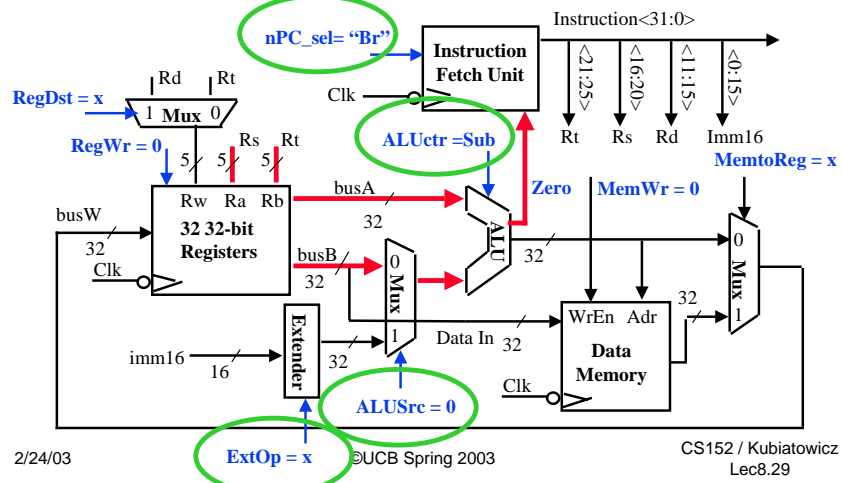 Instruction<31:0>
nPC_sel= “Br”
Instruction
Fetch Unit
Clk
<21:25>
<16:20>
<11:15>
<0:15>
Rt
Rs
Rd
Imm16
Rd
Rt
RegDst = x
1 Mux 0
ALUctr =Sub
RegWr = 0
Rs
Rt
5
5
5
MemtoReg = x
Zero
MemWr = 0
busA
Rw Ra Rb
32
busW
32
32 32-bit
Registers
Clk
busB
32
0
Mux
1
ALU
32
0
Mux
1
32
WrEn Adr
Data In
32
Data
Memory
Clk
imm16
16
Extender
32
ALUSrc = 0
ExtOp = x
2/24/03
©UCB Spring 2003
CS152 / Kubiatowicz
Lec8.29